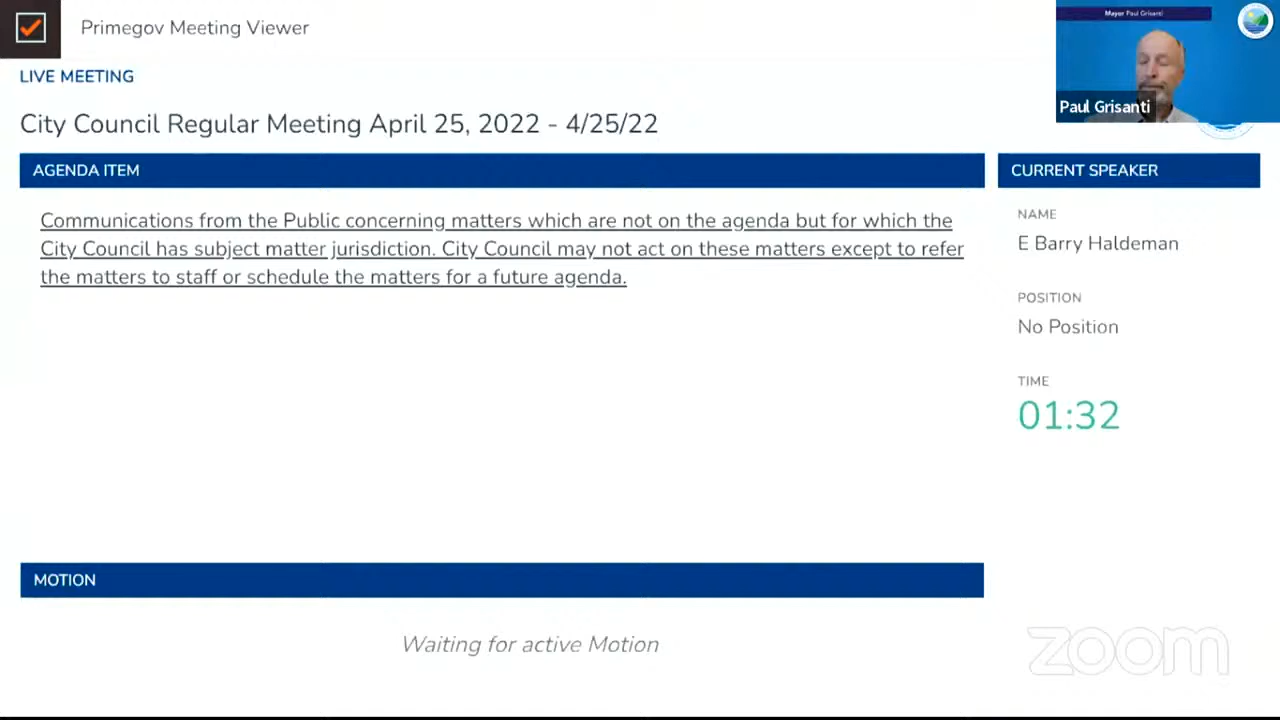 Primegov Meeting Viewer
Mayor Paul Grisanti
LIVE MEETING
Paul Grisanti
City Council Regular Meeting April 25, 2022 - 4/25/22
AGENDA ITEM
CURRENT SPEAKER
Communications from the Public concerning matters which are not on the agenda but for which the
City Council has subject matter jurisdiction. City Council may not act on these matters except to refer
the matters to staff or schedule the matters for a future agenda.
NAME
E Barry Haldeman
POSITION
No Position
TIME
01:32
MOTION
Waiting for active Motion
zoom